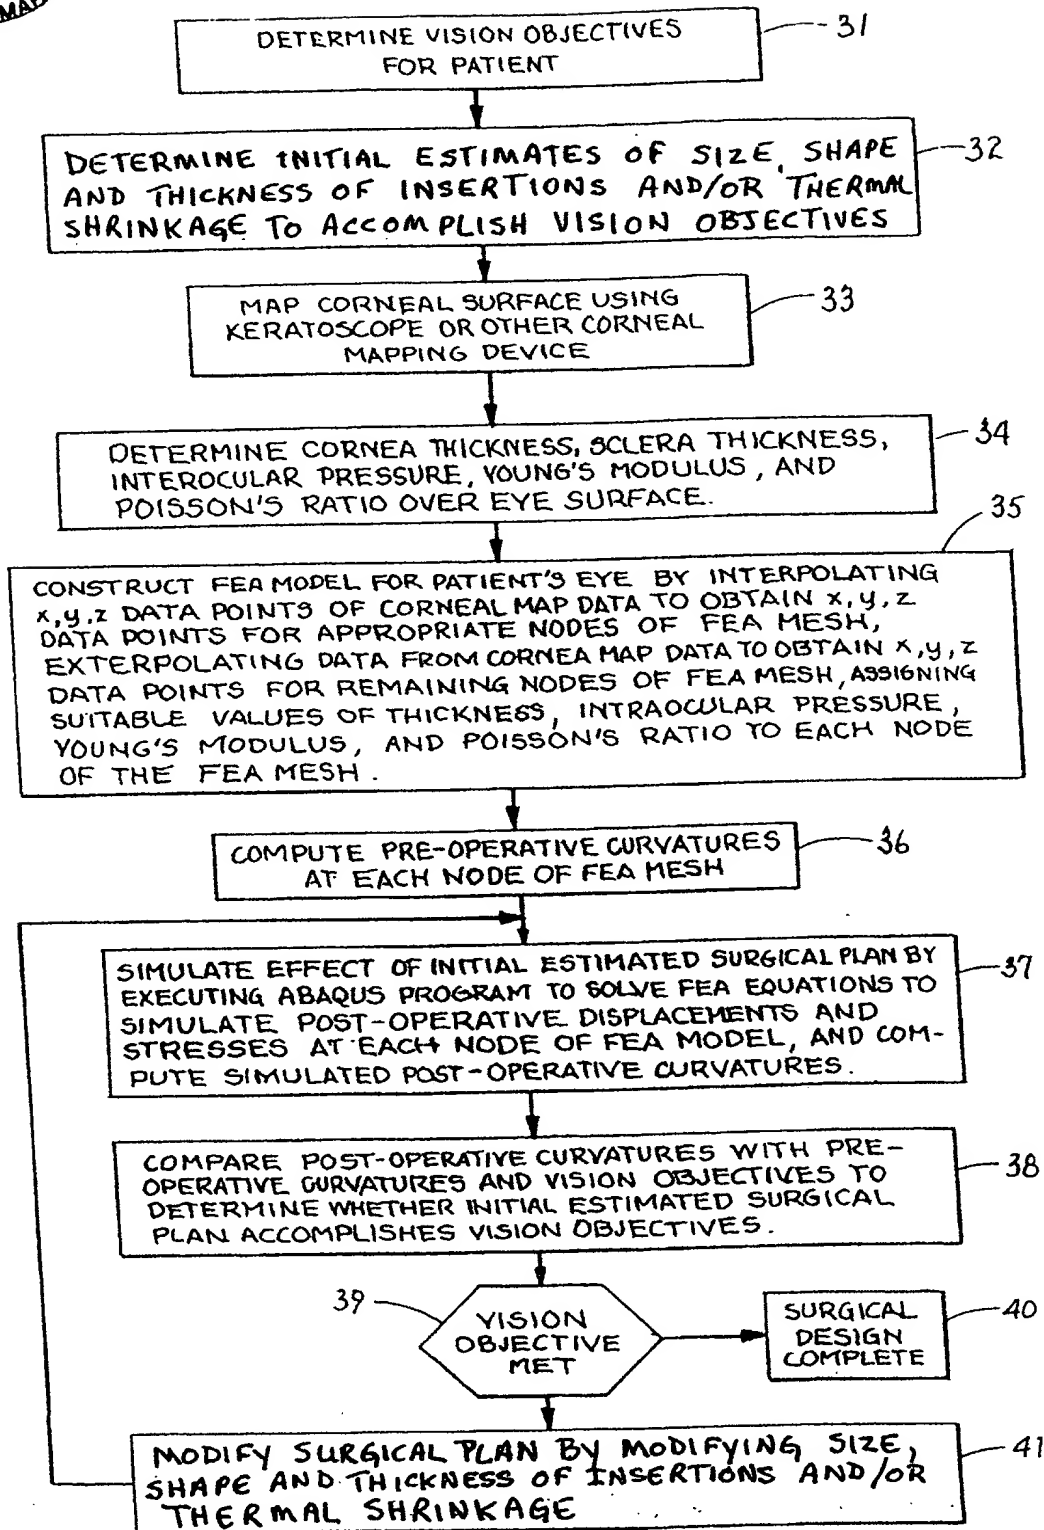 DETERMINE VISION OBJECTIVES
FOR PATIENT
31
DETERMINE INITIAL ESTIMATES OF SIZE, SHAPE
AND THICKNESS OF INSERTIONS AND/OR THERMAL
SHRINKAGE TO ACCOMPLISH VISION OBJECTIVES
32
MAP CORNEAL SURFACE USING
KERATOSCOPE OR OTHER CORNEAL
MAPPING DEVICE
33
DETERMINE CORNEA THICKNESS, SCLERA THICKNESS,
INTEROCULAR PRESSURE, YOUNG'S MODULUS, AND
POISSON'S RATIO OVER EYE SURFACE.
34
35
CONSTRUCT FEA MODEL FOR PATIENT'S EYE BY INTERPOLATING
x,y,z DATA POINTS OF CORNEAL MAP DATA TO OBTAIN x,y,z
DATA POINTS FOR APPROPRIATE NODES OF FEA MESH,
EXTERPOLATING DATA FROM CORNEA MAP DATA TO OBTAIN x,y,z
DATA POINTS FOR REMAINING NODES OF FEA MESH, ASSIGNING
SUITABLE VALUES OF THICKNESS, INTRAOCULAR PRESSURE,
YOUNG'S MODULUS, AND POISSON'S RATIO TO EACH NODE
OF THE FEA MESH.
COMPUTE PRE-OPERATIVE CURVATURES
AT EACH NODE OF FEA MESH
36
SIMULATE EFFECT OF INITIAL ESTIMATED SURGICAL PLAN BY
EXECUTING ABAQUS PROGRAM TO SOLVE FEA EQUATIONS TO
SIMULATE POST-OPERATIVE DISPLACEMENTS AND
STRESSES AT EACH NODE OF FEA MODEL, AND COM-
PUTE SIMULATED POST-OPERATIVE CURVATURES.
37
COMPARE POST-OPERATIVE CURVATURES WITH PRE-
OPERATIVE CURVATURES AND VISION OBJECTIVES TO
DETERMINE WHETHER INITIAL ESTIMATED SURGICAL
PLAN ACCOMPLISHES VISION OBJECTIVES.
38
39
VISION
OBJECTIVE
MET
SURGICAL
DESIGN
COMPLETE
40
MODIFY SURGICAL PLAN BY MODIFYING SIZE,
SHAPE AND THICKNESS OF INSERTIONS AND/OR
THERMAL SHRINKAGE
41